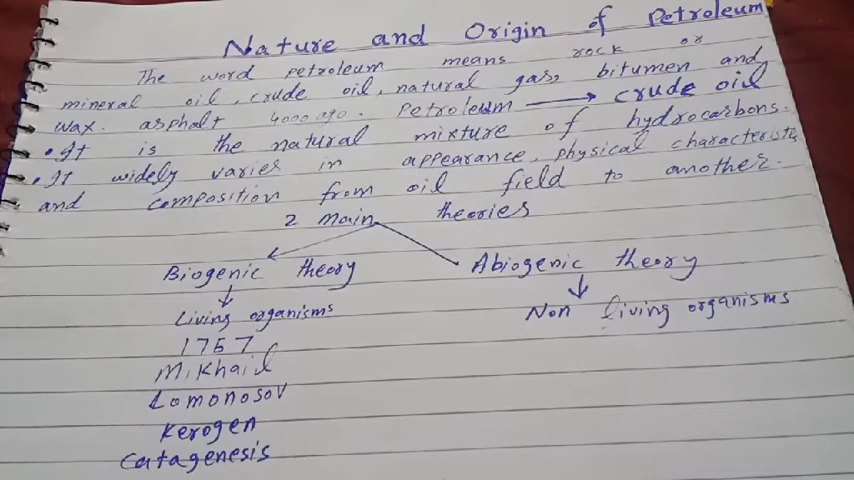 Nature and Origin of Petroleum
The word petroleum means rock or
mineral oil, crude oil, natural gas, bitumen and
wax. asphalt 4000 ago. Petroleum → crude oil
• It is the natural mixture of hydrocarbons.
• It widely varies in appearance, physical characteristics
and composition from oil field to another.
2 main theories
Biogenic theory
Abiogenic theory
Living organisms
Non living organisms
1757
Mikhail
Lomonosov
Kerogen
Catagenesis